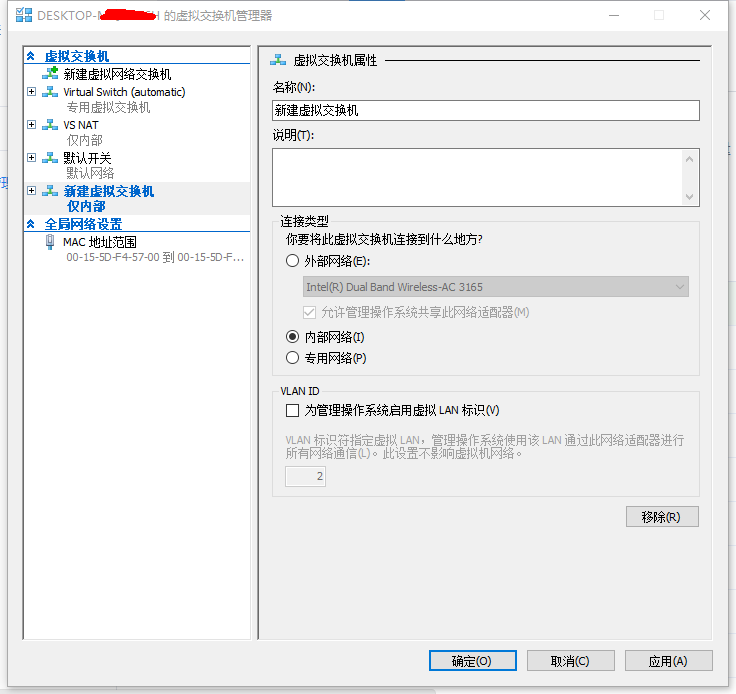 DESKTOP- 的虚拟交换机管理器
虚拟交换机
新建虚拟网络交换机
Virtual Switch (automatic)
专用虚拟交换机
VS NAT
仅内部
默认开关
默认网络
新建虚拟交换机
仅内部
全局网络设置
MAC 地址范围
00-15-5D-F4-57-00 到 00-15-5D-F...
虚拟交换机属性
名称(N):
新建虚拟交换机
说明(T):
连接类型
你要将此虚拟交换机连接到什么地方?
外部网络(E):
Intel(R) Dual Band Wireless-AC 3165
允许管理操作系统共享此网络适配器(M)
内部网络(I)
专用网络(P)
VLAN ID
为管理操作系统启用虚拟 LAN 标识(V)
VLAN 标识符指定虚拟 LAN，管理操作系统使用该 LAN 通过此网络适配器进行
所有网络通信(L)。此设置不影响虚拟机网络。
2
移除(R)
确定(O)
取消(C)
应用(A)